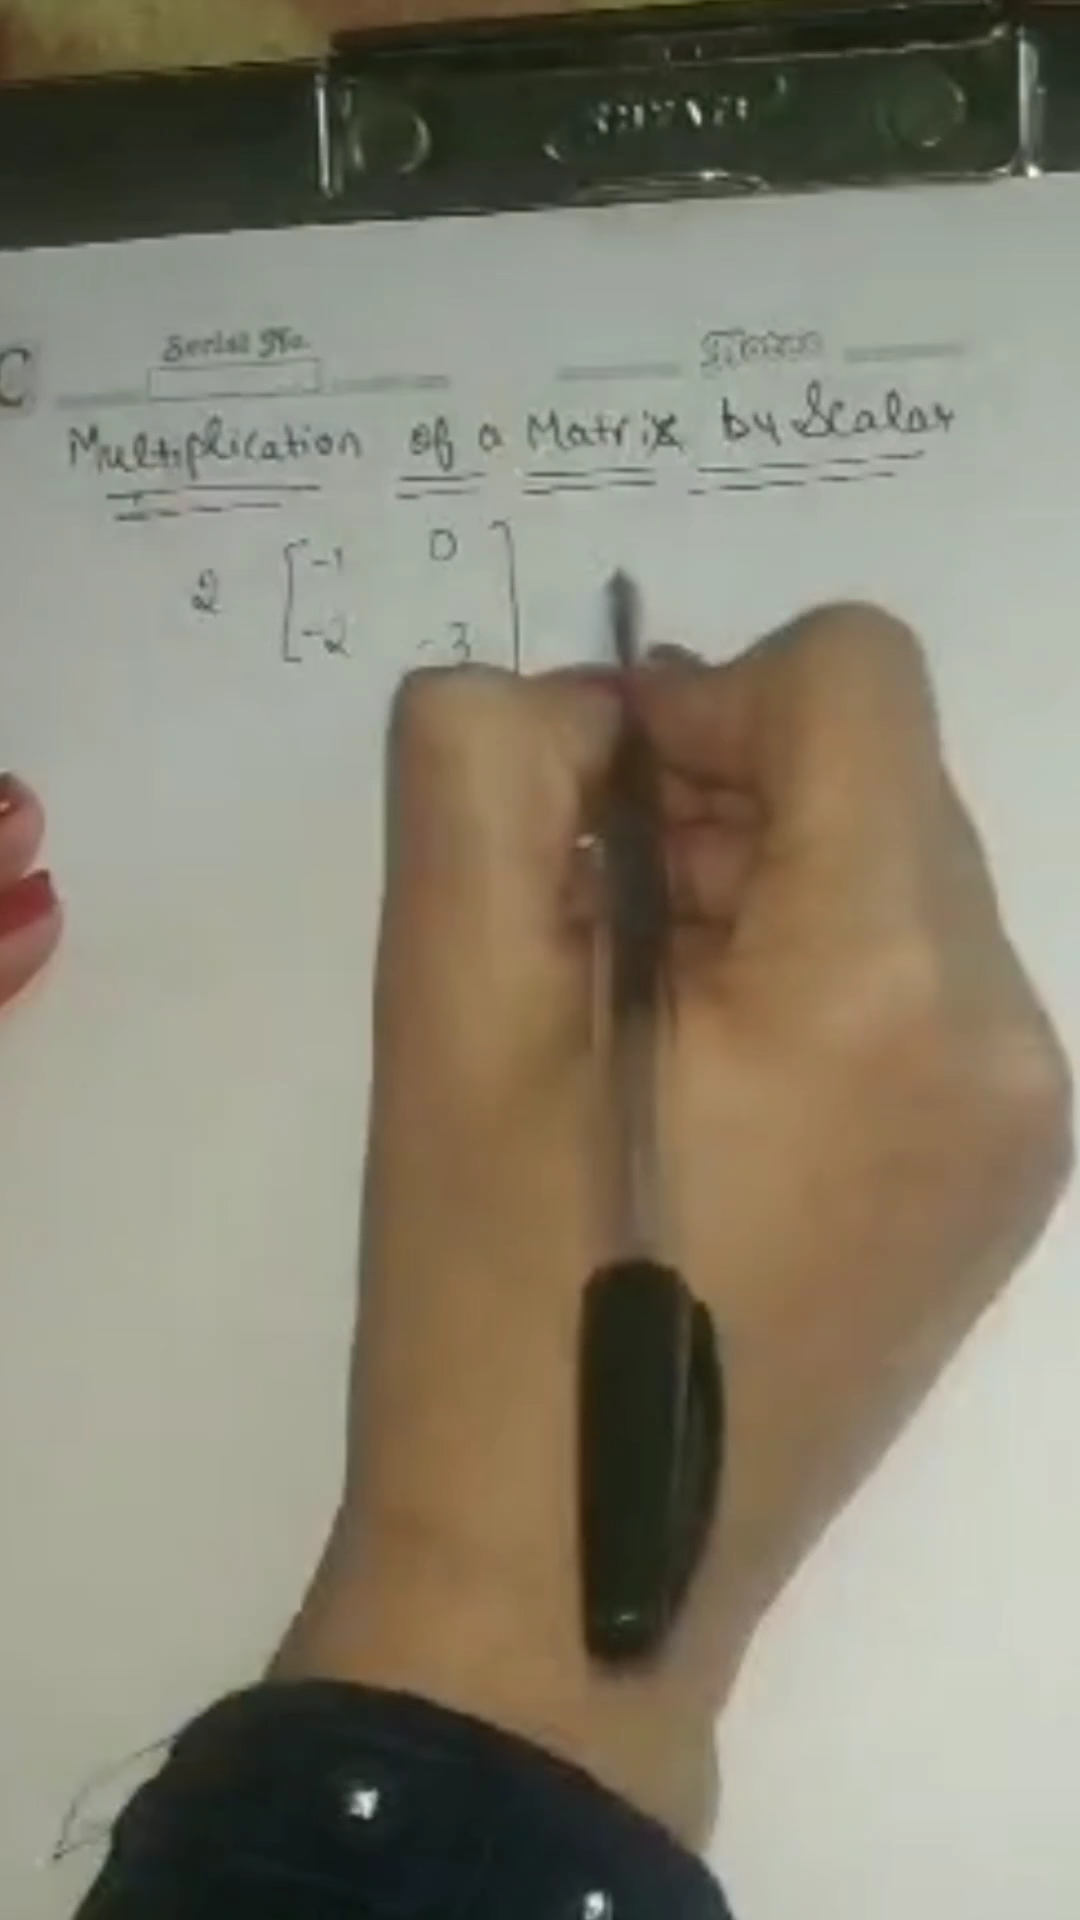 C
Serial No.
Multiplication of a Matrix by Scalar
2 [ -1 0
-2 -3 ]